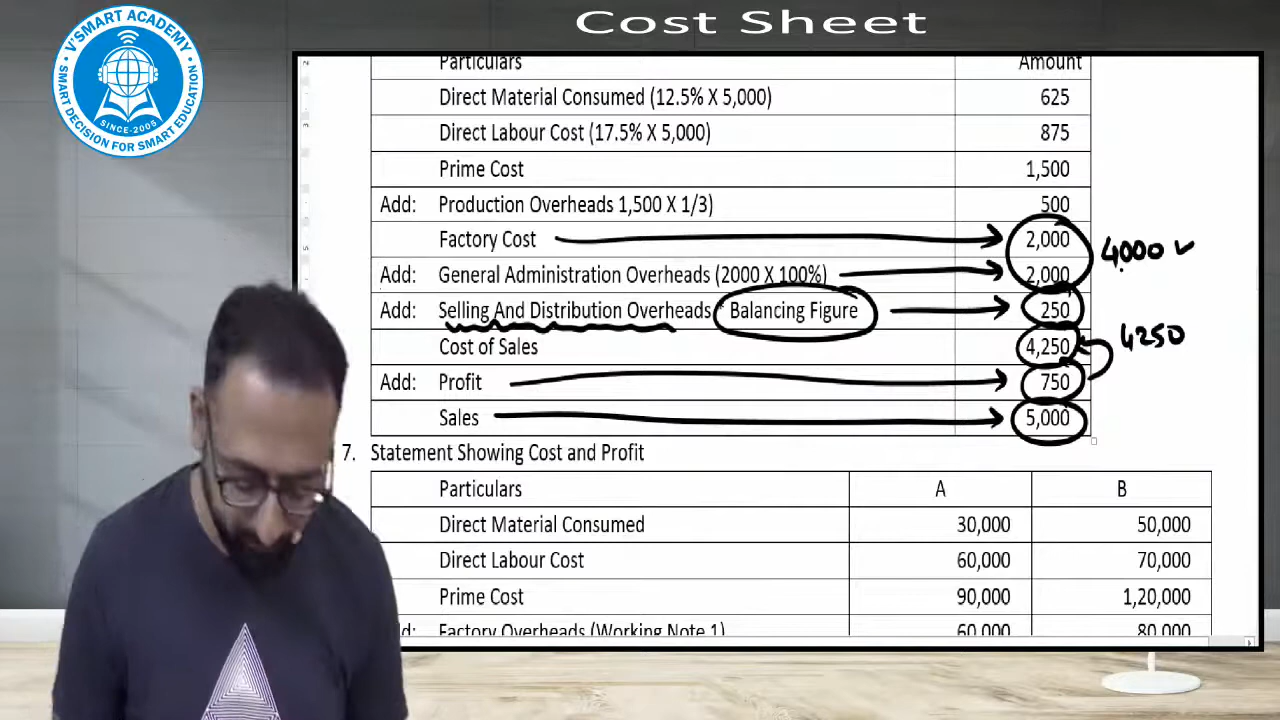 Cost Sheet
V'SMART ACADEMY
SINCE-2005
SMART DECISION FOR SMART EDUCATION
Particulars Amount
Direct Material Consumed (12.5% X 5,000) 625
Direct Labour Cost (17.5% X 5,000) 875
Prime Cost 1,500
Add: Production Overheads 1,500 X 1/3) 500
Factory Cost 2,000
4000
Add: General Administration Overheads (2000 X 100%) 2,000
Add: Selling And Distribution Overheads Balancing Figure 250
4250
Cost of Sales 4,250
Add: Profit 750
Sales 5,000
7. Statement Showing Cost and Profit
Particulars A B
Direct Material Consumed 30,000 50,000
Direct Labour Cost 60,000 70,000
Prime Cost 90,000 1,20,000
Factory Overheads (Working Note 1) 60,000 80,000